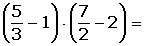 (5/3 − 1) · (7/2 − 2) =